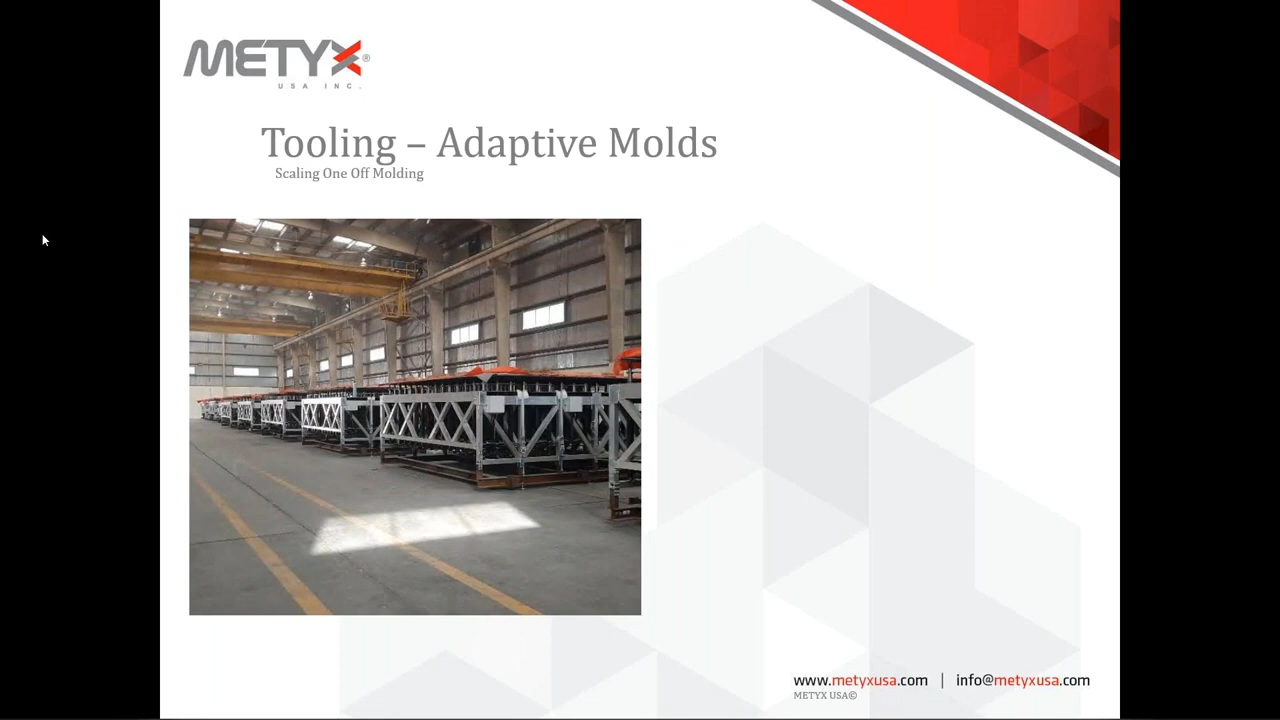 METYX®
USA INC.
Tooling – Adaptive Molds
Scaling One Off Molding
www.metyxusa.com | info@metyxusa.com
METYX USA©